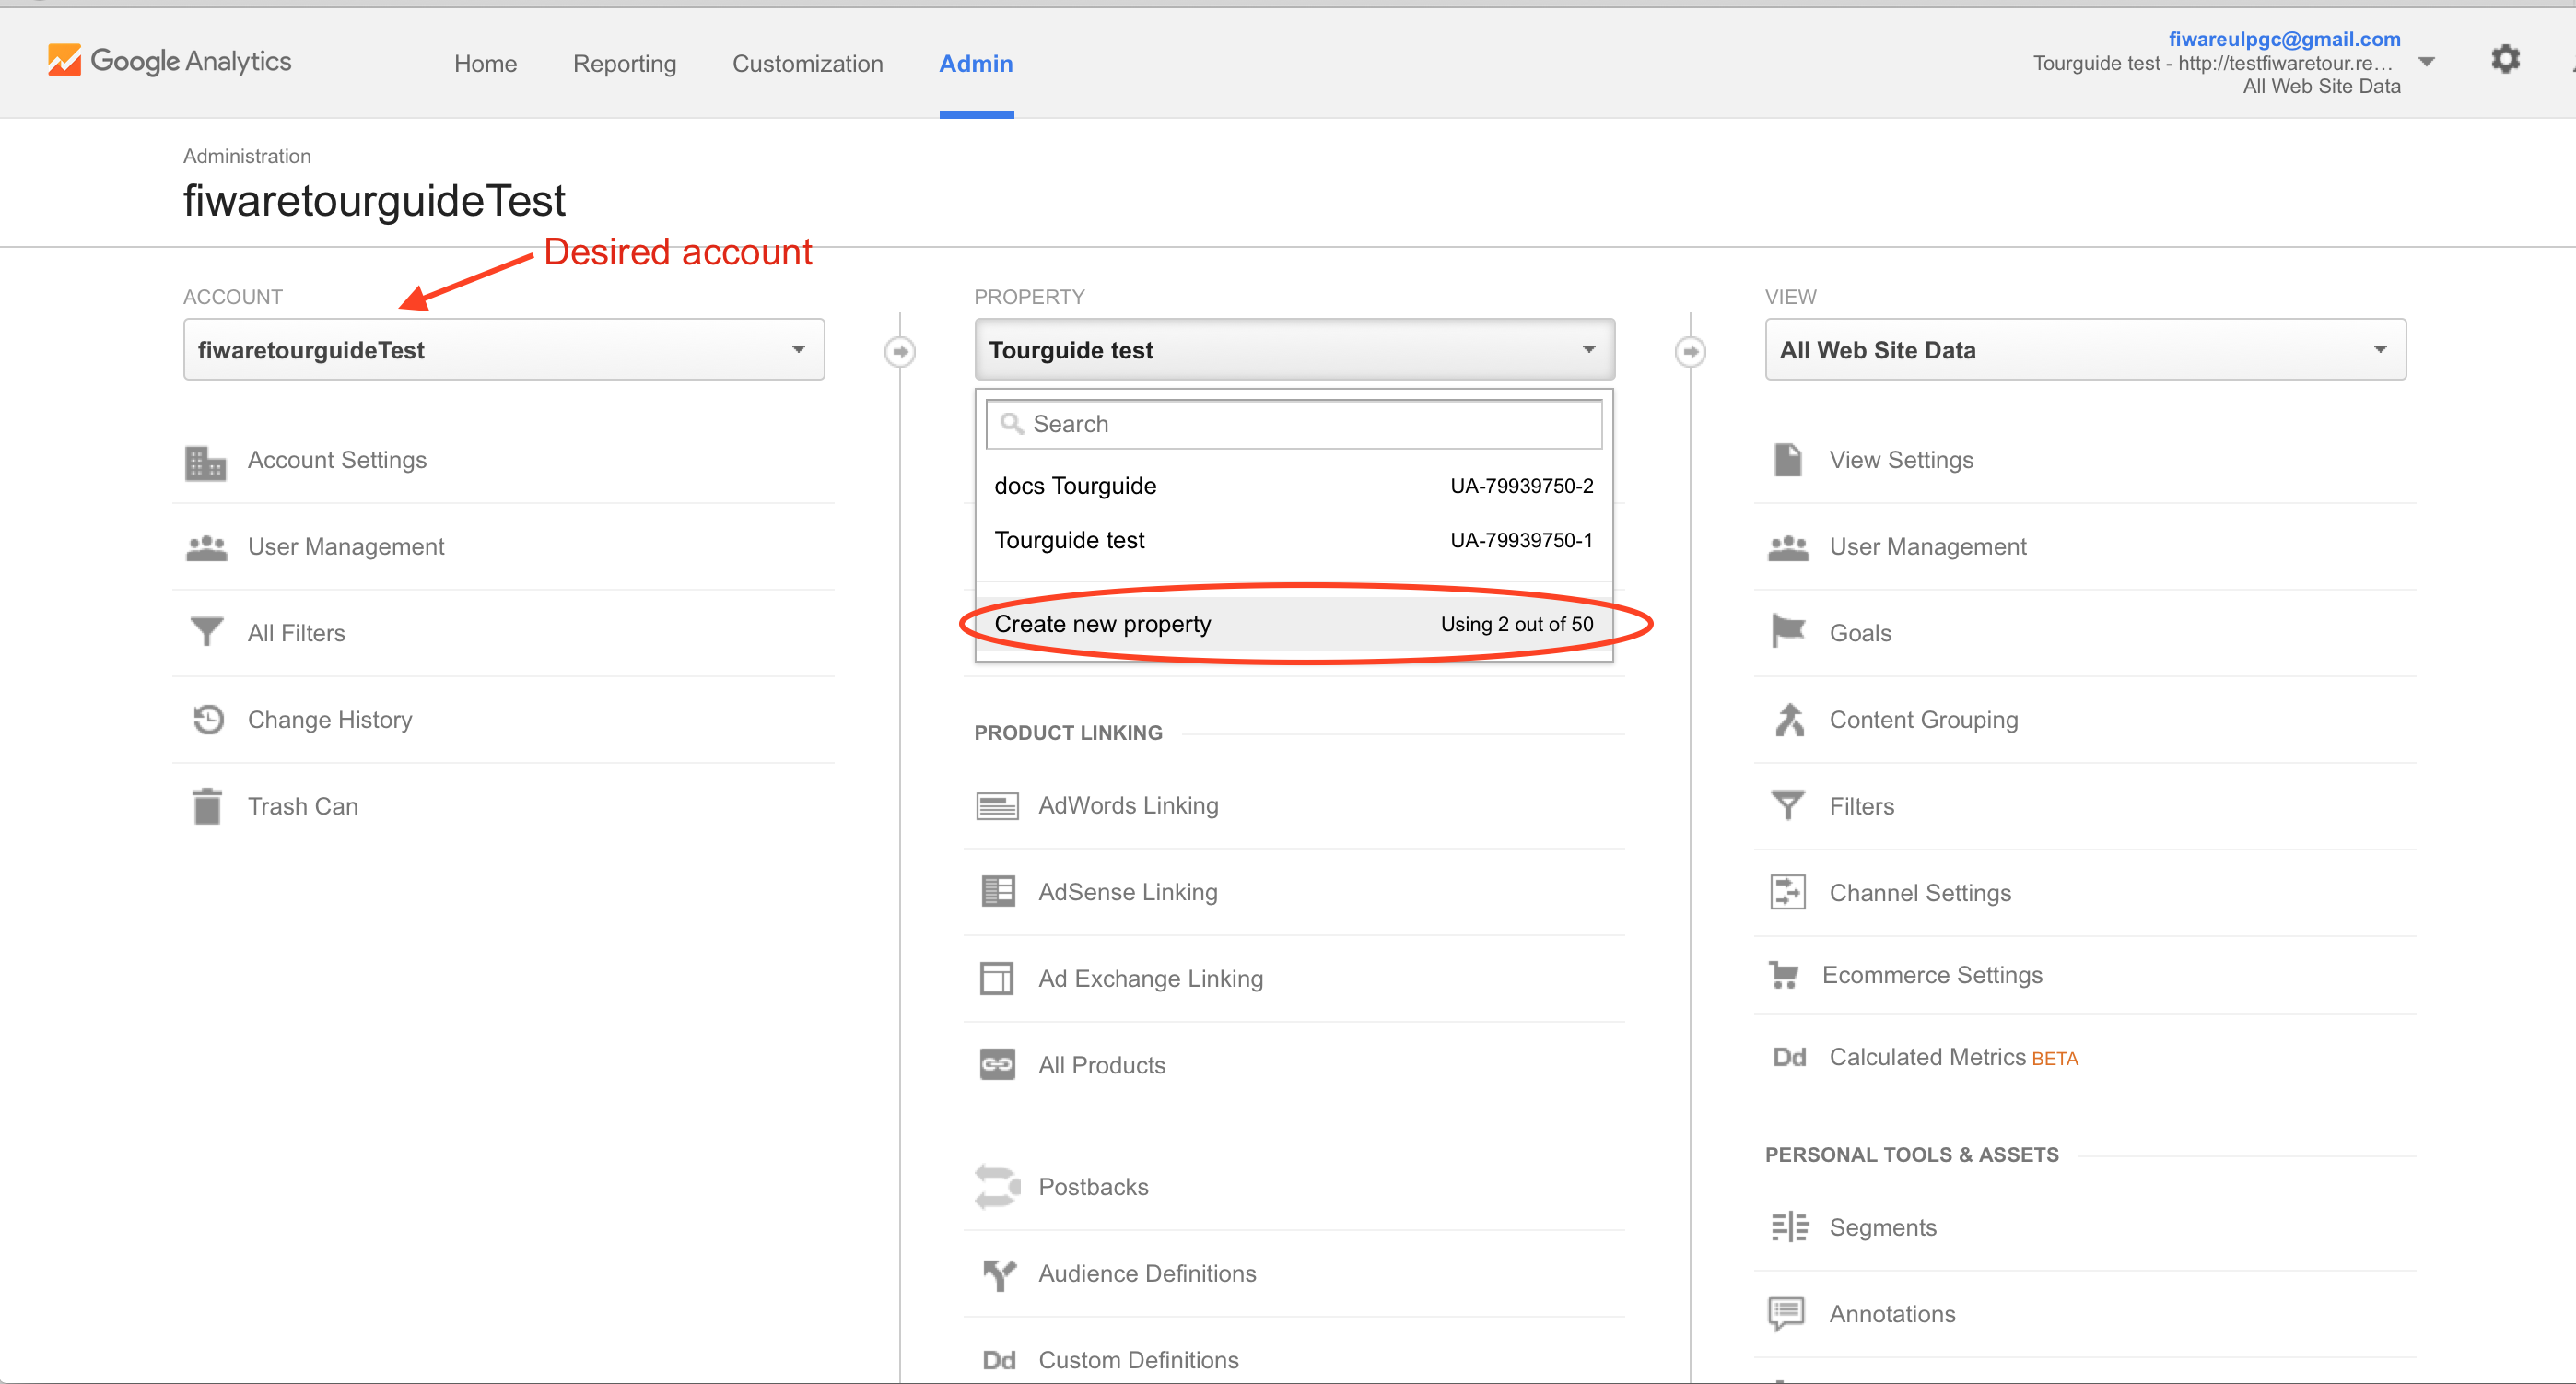 Google Analytics
Home
Reporting
Customization
Admin
fiwareulpgc@gmail.com
Tourguide test - http://testfiwaretour.re...
All Web Site Data
Administration
fiwaretourguideTest
Desired account
ACCOUNT
fiwaretourguideTest
Account Settings
User Management
All Filters
Change History
Trash Can
PROPERTY
Tourguide test
Search
docs Tourguide UA-79939750-2
Tourguide test UA-79939750-1
Create new property Using 2 out of 50
PRODUCT LINKING
AdWords Linking
AdSense Linking
Ad Exchange Linking
All Products
Postbacks
Audience Definitions
Dd Custom Definitions
VIEW
All Web Site Data
View Settings
User Management
Goals
Content Grouping
Filters
Channel Settings
Ecommerce Settings
Dd Calculated Metrics BETA
PERSONAL TOOLS & ASSETS
Segments
Annotations